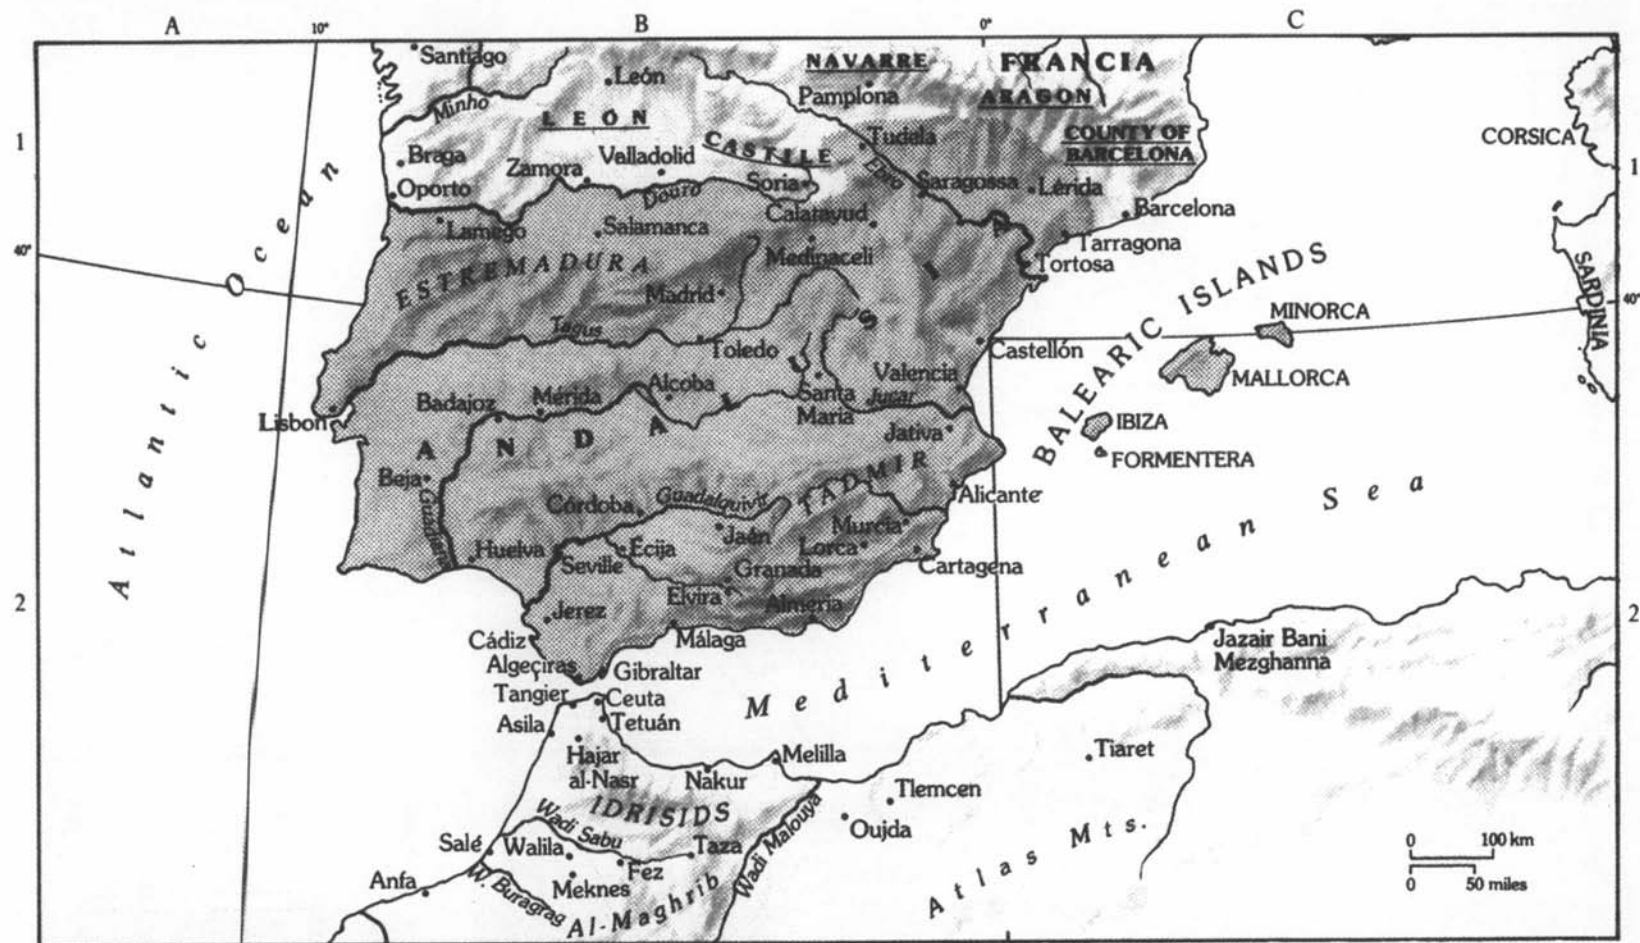 A
10°
B
0°
C
Santiago
León
NAVARRE
FRANCIA
Pamplona
ARAGON
Minho
LEÓN
CASTILE
Tudela
COUNTY OF
BARCELONA
CORSICA
1
1
Braga
Zamora
Valladolid
Soria
Ebro
Saragossa
Lérida
Oporto
Douro
Calatayud
Barcelona
Lamego
Salamanca
Tarragona
40°
Medinaceli
Tortosa
ESTREMADURA
Madrid
SARDINIA
40°
BALEARIC ISLANDS
MINORCA
Tagus
Toledo
Castellón
Valencia
MALLORCA
Badajoz
Mérida
Alcoba
Santa
Maria
Jucar
Lisbon
IBIZA
ANDALUSIA
Jativa
FORMENTERA
Beja
Guadiana
TADMIR
Córdoba
Guadalquivir
Alicante
Murcia
Huelva
Écija
Jaén
Lorca
Seville
Granada
Cartagena
2
2
Jerez
Elvira
Almeria
Cádiz
Málaga
Algeçiras
Gibraltar
Jazair Bani
Mezghanna
Tangier
Ceuta
Asila
Tetuán
Atlantic Ocean
Mediterranean Sea
Hajar
al-Nasr
Nakur
Melilla
Tiaret
IDRISIDS
Tlemcen
Wadi Sabu
Wadi Malouya
Oujda
Salé
Walila
Taza
Fez
Atlas Mts.
Anfa
Meknes
W. Buragrag
Al-Maghrib
0 100 km
0 50 miles